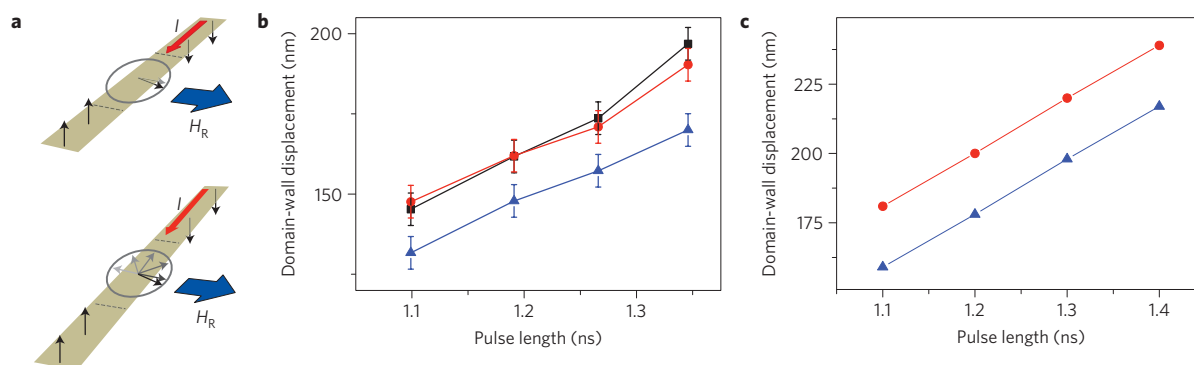 a
I
H_R
I
H_R
b
Domain-wall displacement (nm)
200
150
1.1
1.2
1.3
Pulse length (ns)
c
Domain-wall displacement (nm)
225
200
175
1.1
1.2
1.3
1.4
Pulse length (ns)